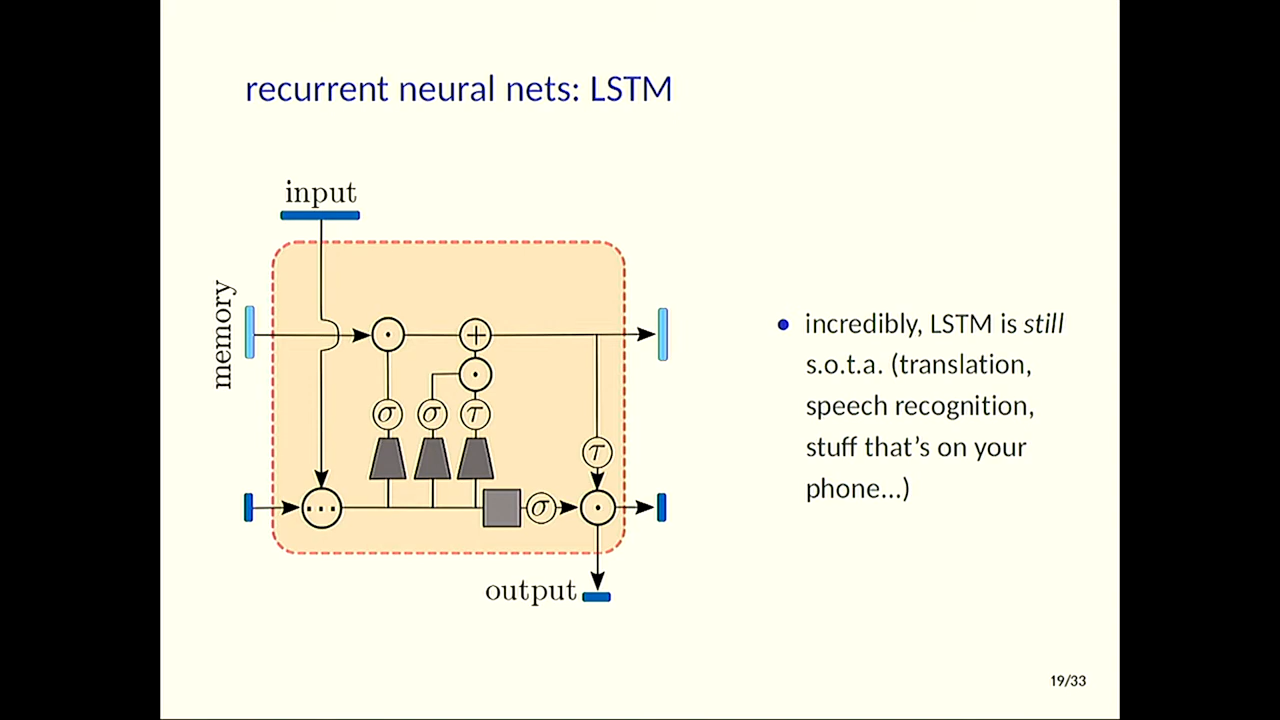 recurrent neural nets: LSTM
input
memory
σ σ τ
τ
σ
output
• incredibly, LSTM is still
s.o.t.a. (translation,
speech recognition,
stuff that's on your
phone...)
19/33